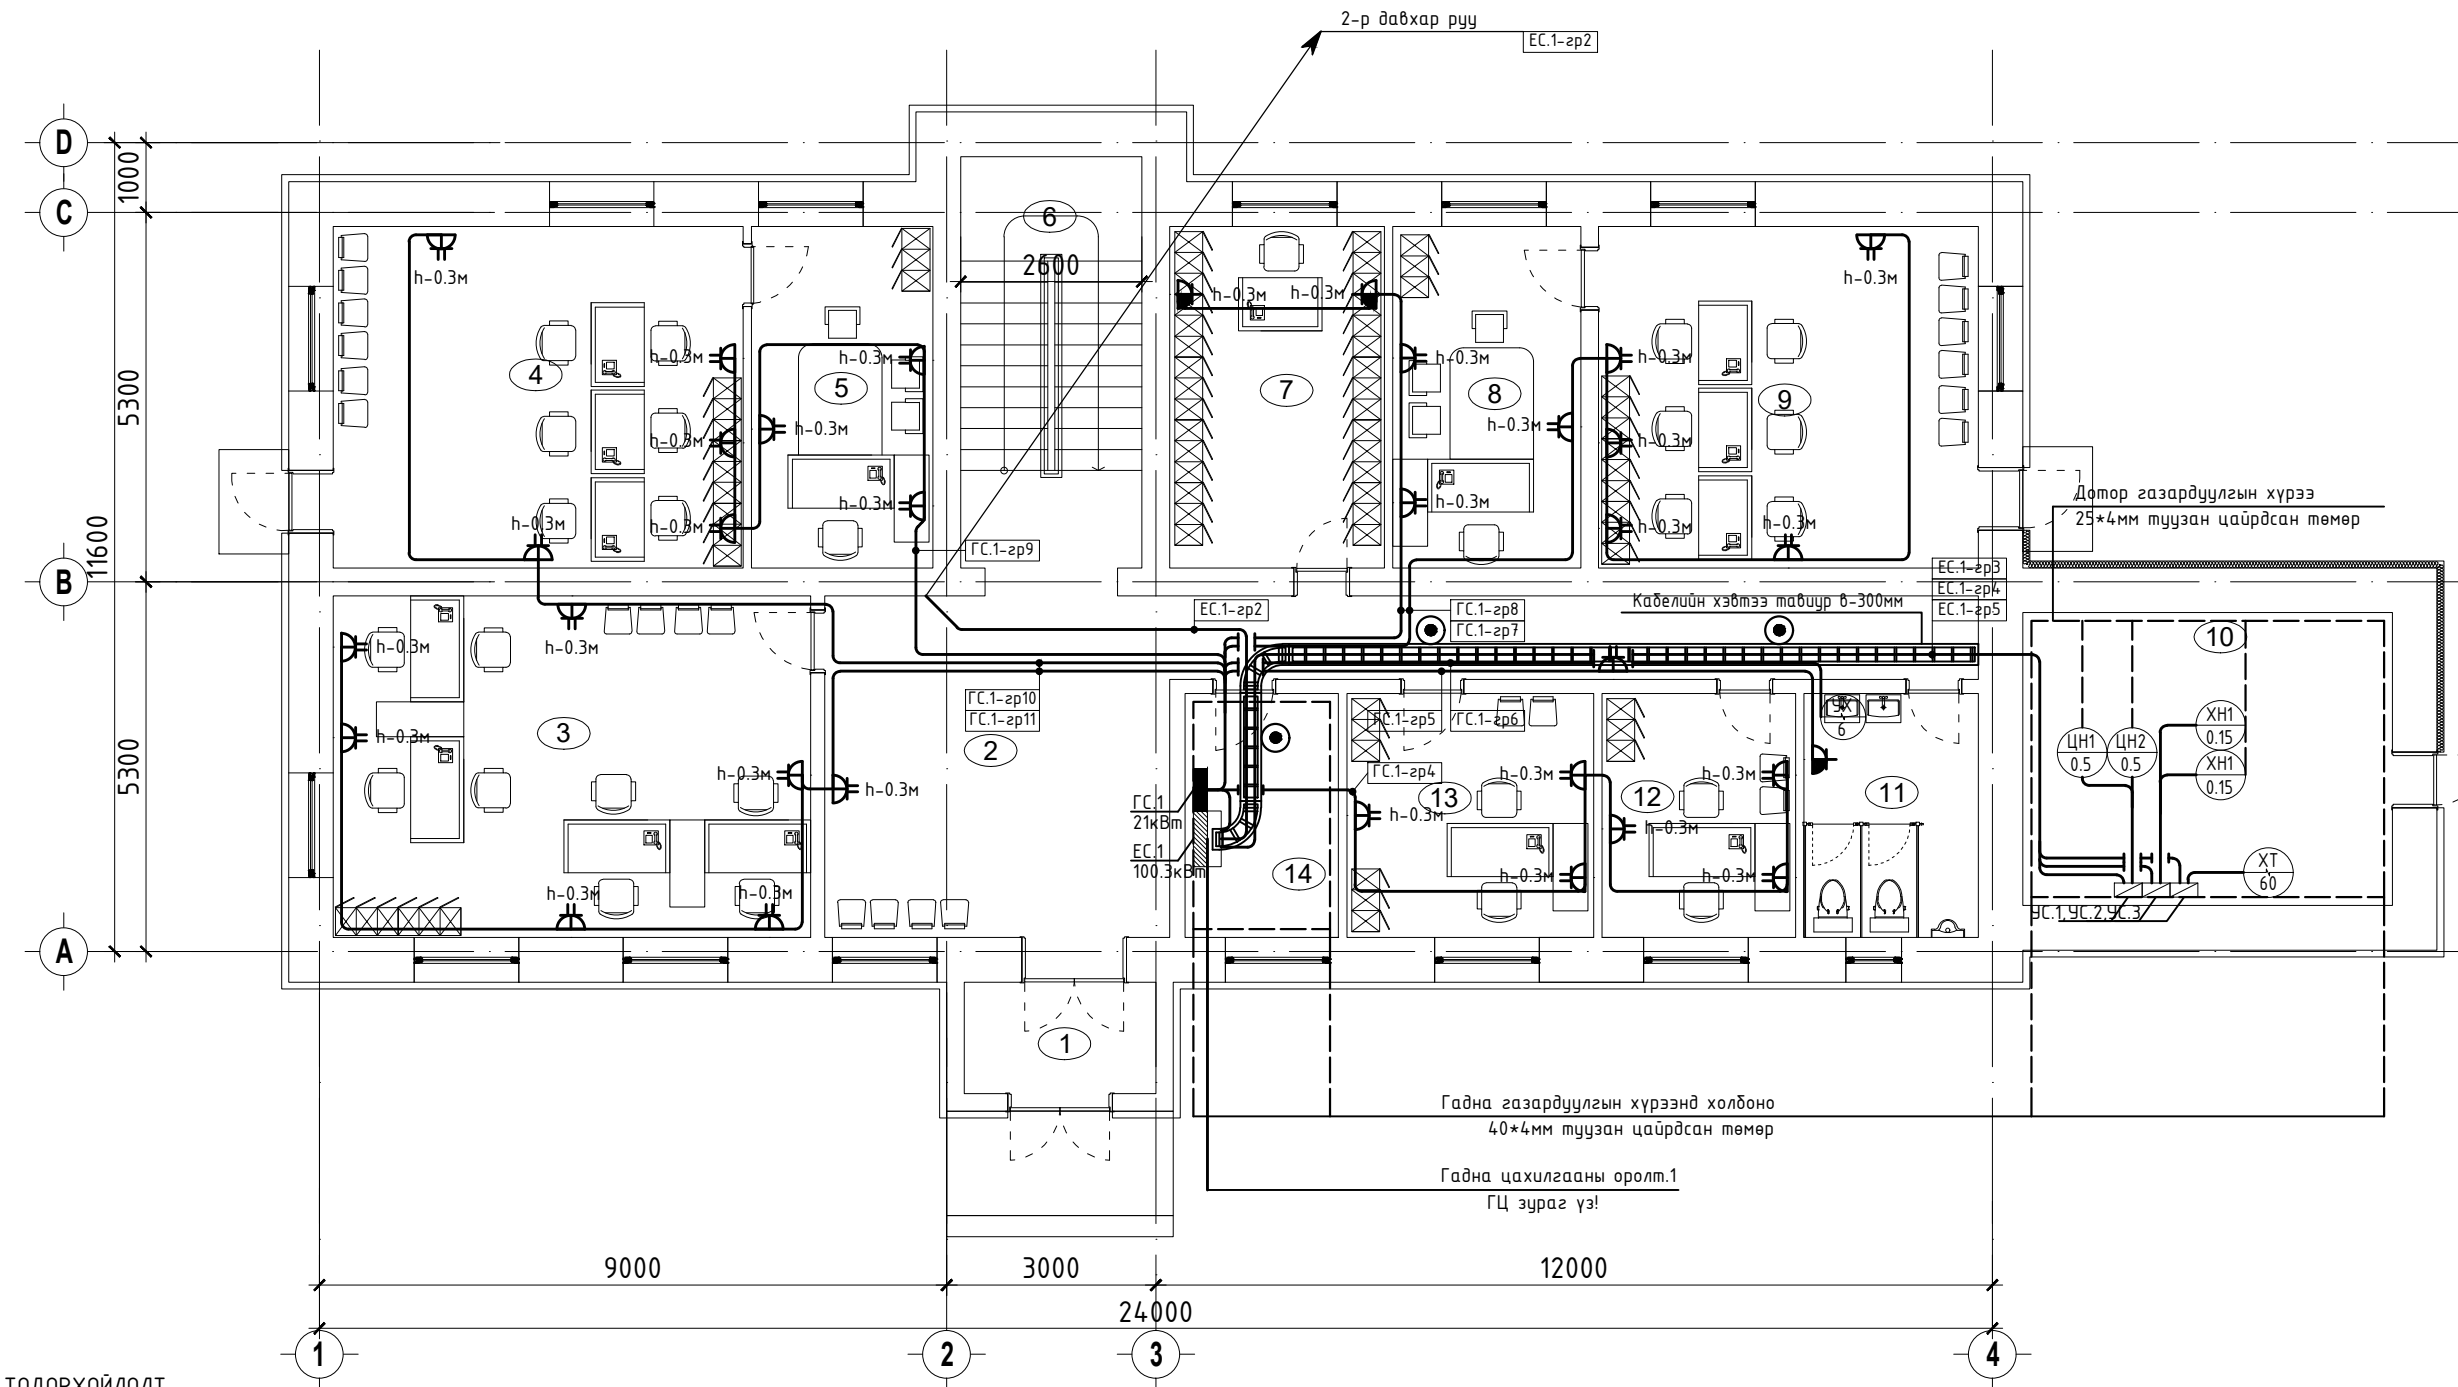 2-р давхар руу
ЕС.1-гр2
D
C
B
A
1000
5300
5300
11600
6
2600
h-0.3м
h-0.3м
h-0.3м
h-0.3м
h-0.3м
h-0.3м
h-0.3м
h-0.3м
h-0.3м
4
5
7
8
9
h-0.3м
h-0.3м
h-0.3м
h-0.3м
h-0.3м
h-0.3м
h-0.3м
h-0.3м
h-0.3м
h-0.3м
h-0.3м
Дотор газардуулгын хүрээ
25*4мм туузан цайрдсан төмөр
ГС.1-гр9
ЕС.1-гр3
ЕС.1-гр4
ЕС.1-гр5
ЕС.1-гр2
ГС.1-гр8
ГС.1-гр7
Кабелийн хэвтээ тавиур в-300мм
10
h-0.3м
h-0.3м
h-0.3м
h-0.3м
h-0.3м
h-0.3м
h-0.3м
3
ГС.1-гр10
ГС.1-гр11
2
ГС.1-гр5
ГС.1-гр6
ГС.1-гр4
УХ
6
ЦН1
0.5
ЦН2
0.5
ХН1
0.15
ХН1
0.15
ХТ
60
ГС.1
21кВт
ЕС.1
100.3кВт
14
13
12
11
h-0.3м
h-0.3м
h-0.3м
h-0.3м
h-0.3м
h-0.3м
УС.1,УС.2,УС.3
1
Гадна газардуулгын хүрээнд холбоно
40*4мм туузан цайрдсан төмөр
Гадна цахилгааны оролт.1
ГЦ зураг үз!
9000
3000
12000
24000
1
2
3
4
ТОДОРХОЙЛОЛТ